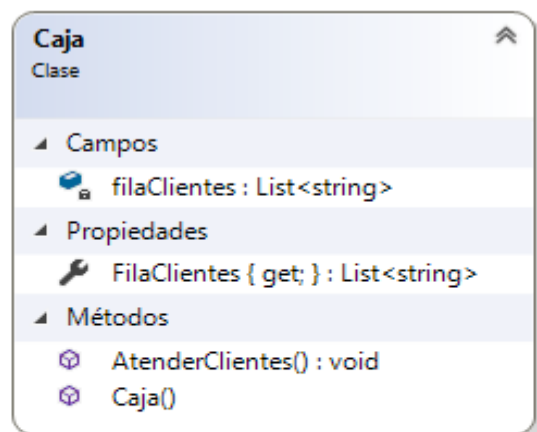 Caja
Clase
Campos
filaClientes : List<string>
Propiedades
FilaClientes { get; } : List<string>
Métodos
AtenderClientes() : void
Caja()